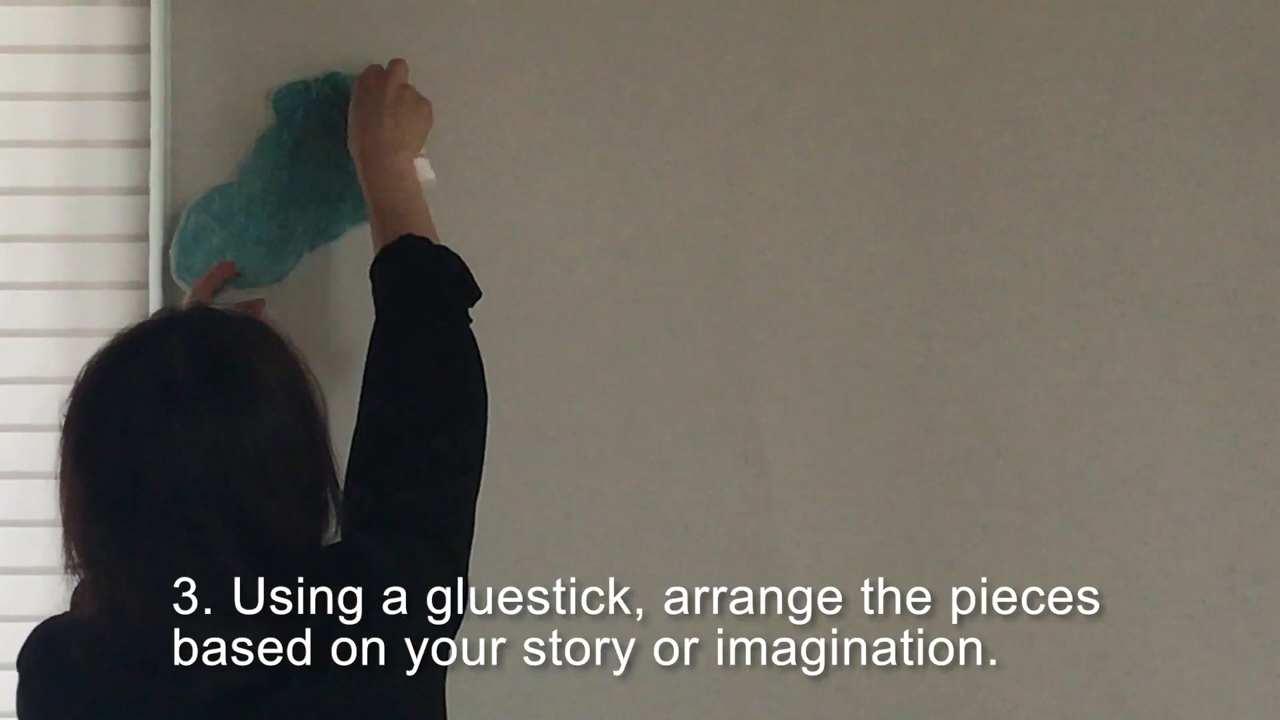 3. Using a gluestick, arrange the pieces
based on your story or imagination.